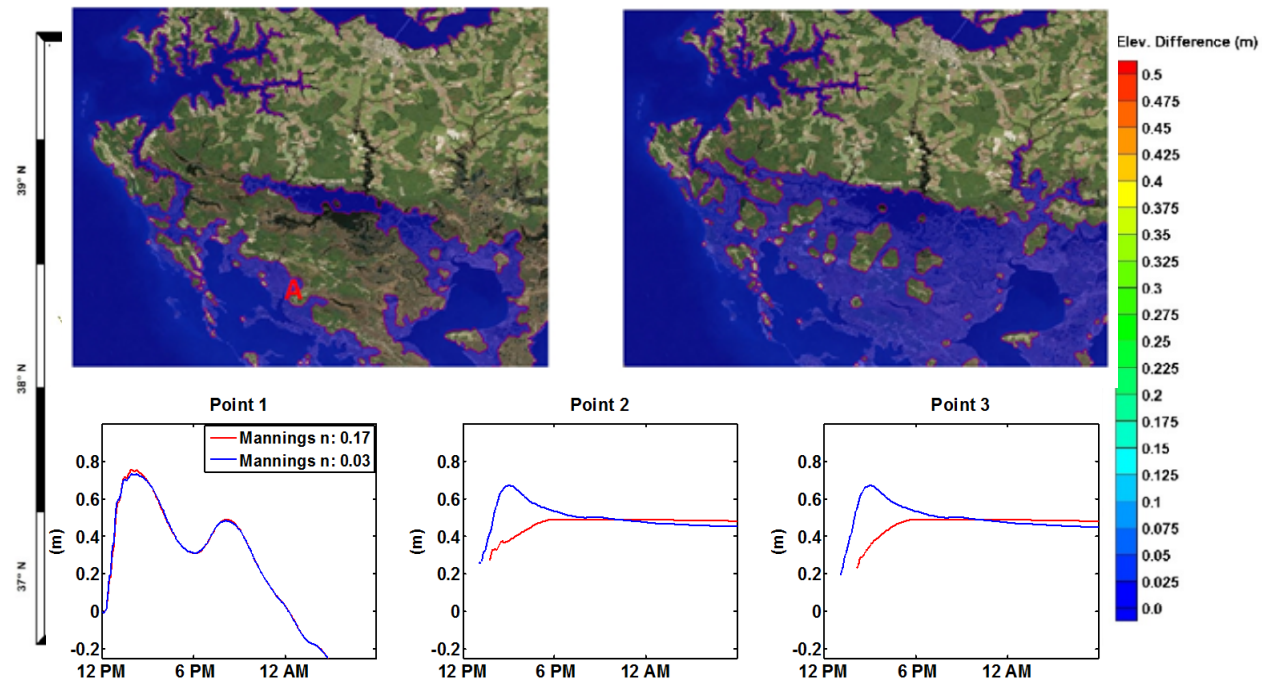 Elev. Difference (m)
0.5
0.475
0.45
0.425
0.4
0.375
0.35
0.325
0.3
0.275
0.25
0.225
0.2
0.175
0.15
0.125
0.1
0.075
0.05
0.025
0.0
39° N
38° N
37° N
A
Point 1
Mannings n: 0.17
Mannings n: 0.03
(m)
0.8
0.6
0.4
0.2
0
-0.2
12 PM
6 PM
12 AM
Point 2
(m)
0.8
0.6
0.4
0.2
0
-0.2
12 PM
6 PM
12 AM
Point 3
(m)
0.8
0.6
0.4
0.2
0
-0.2
12 PM
6 PM
12 AM